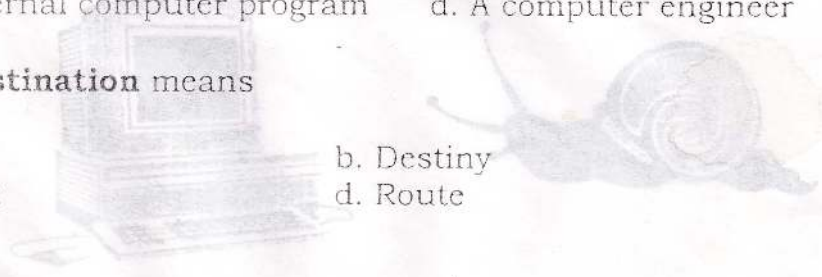 ernal computer program d. A computer engineer
stination means
b. Destiny
d. Route